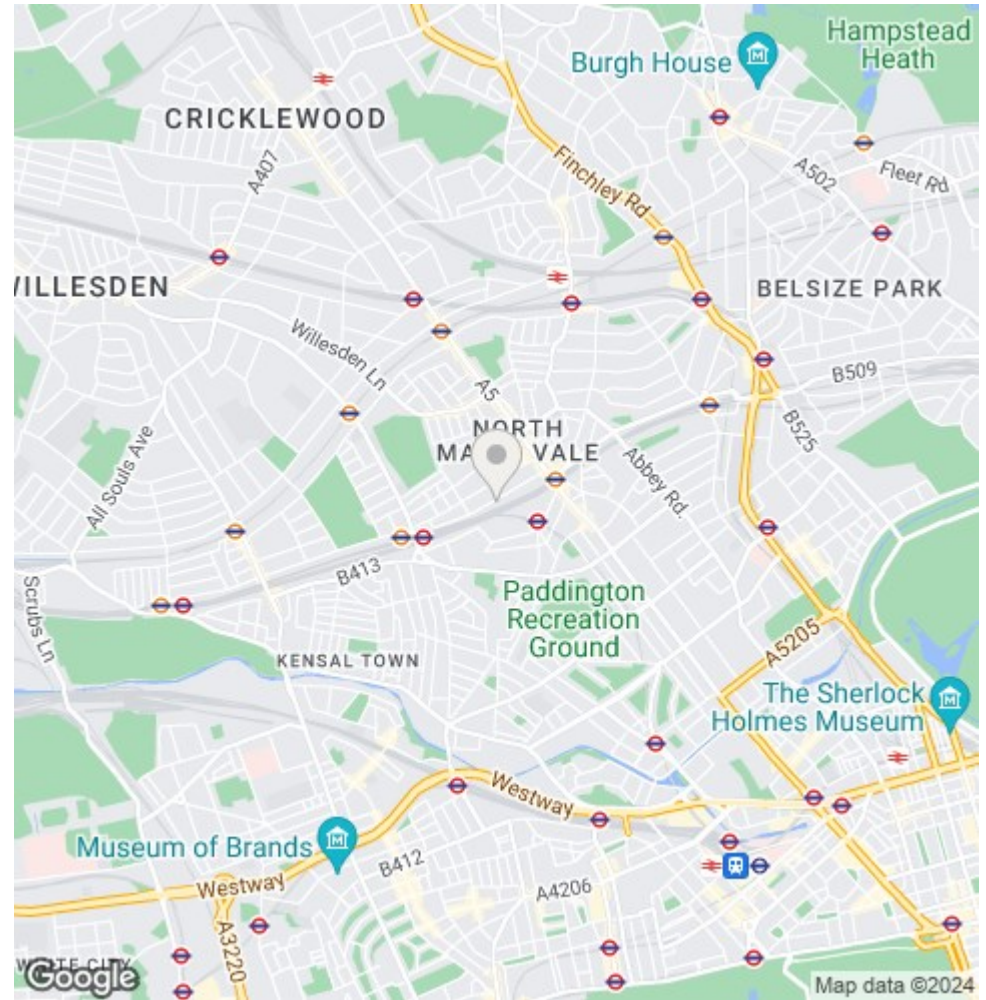 Hampstead
Heath
Burgh House
CRICKLEWOOD
A407
Finchley Rd
A502
Fleet Rd
BELSIZE PARK
Willesden Ln
B509
A5
NORTH
VALE
B525
All Souls Ave
Abbey Rd.
B413
Scrubs Ln
Paddington
Recreation
Ground
KENSAL TOWN
A5205
The Sherlock
Holmes Museum
Westway
Museum of Brands
B412
Westway
A4206
A3220
Google
Map data ©2024